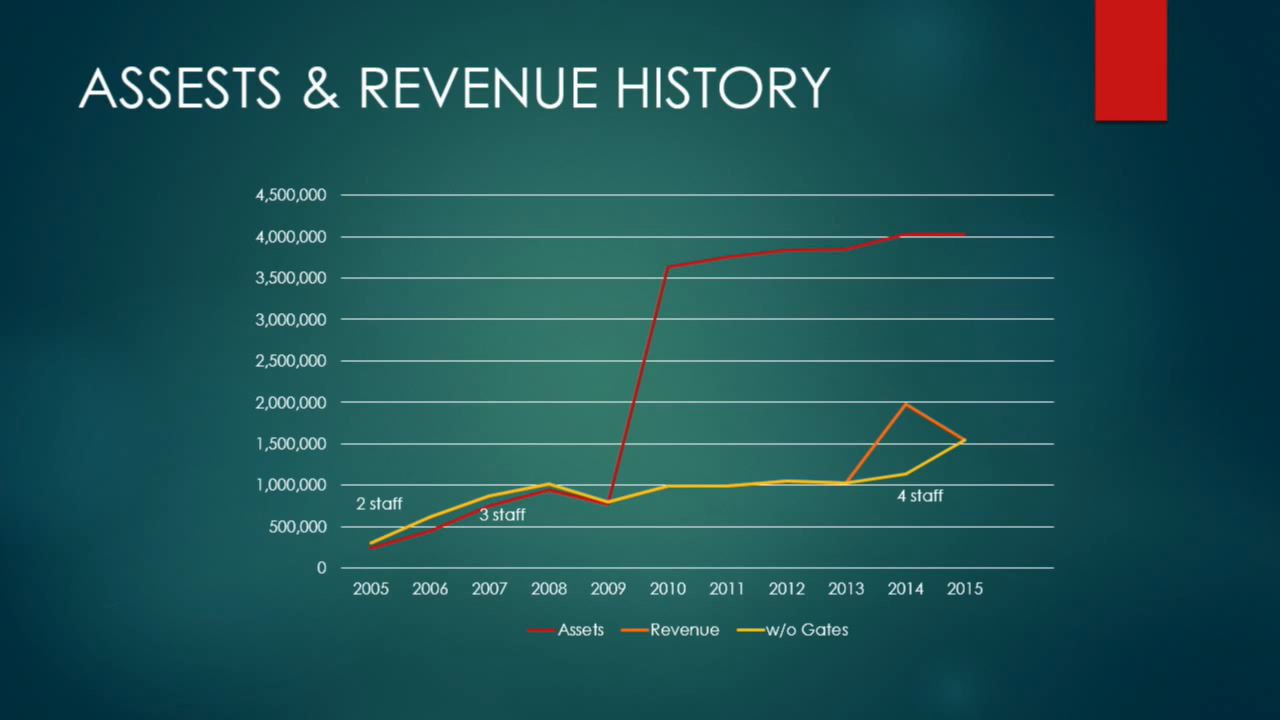 ASSESTS & REVENUE HISTORY
4,500,000
4,000,000
3,500,000
3,000,000
2,500,000
2,000,000
1,500,000
1,000,000
500,000
0
2 staff
3 staff
4 staff
2005 2006 2007 2008 2009 2010 2011 2012 2013 2014 2015
Assets Revenue w/o Gates